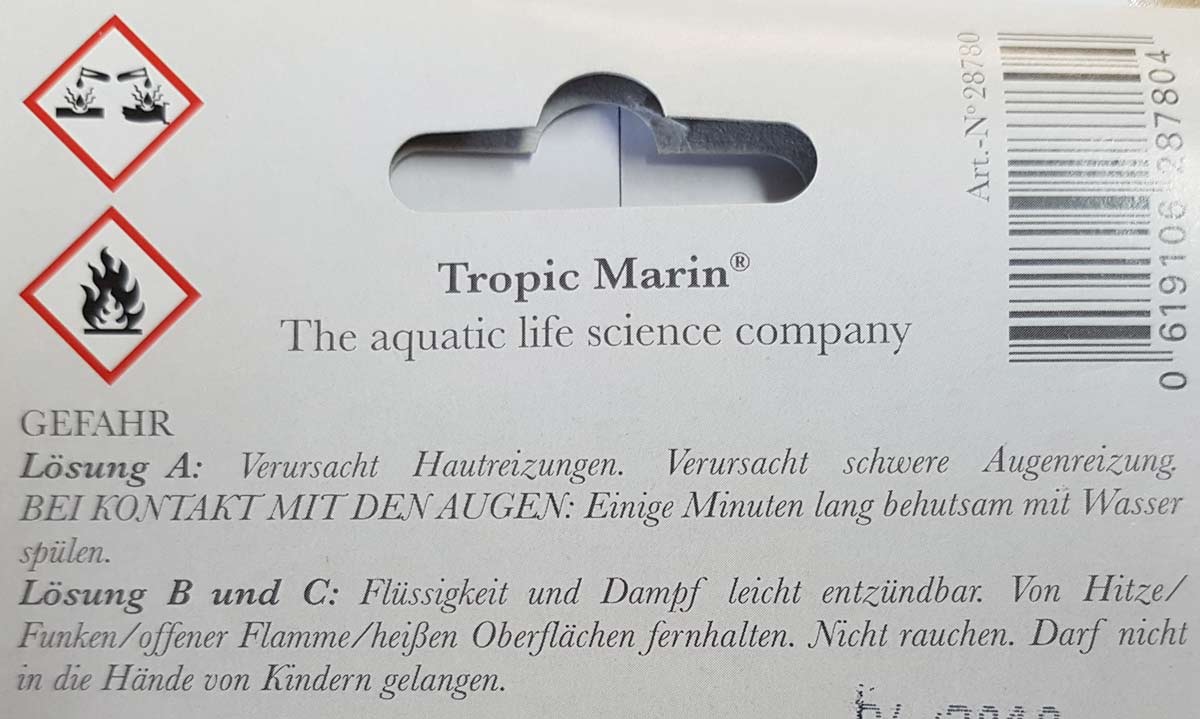 Tropic Marin®
The aquatic life science company
Art.-Nº 28780
0 619106 287804
GEFAHR
Lösung A: Verursacht Hautreizungen. Verursacht schwere Augenreizung.
BEI KONTAKT MIT DEN AUGEN: Einige Minuten lang behutsam mit Wasser
spülen.
Lösung B und C: Flüssigkeit und Dampf leicht entzündbar. Von Hitze/
Funken/offener Flamme/heißen Oberflächen fernhalten. Nicht rauchen. Darf nicht
in die Hände von Kindern gelangen.